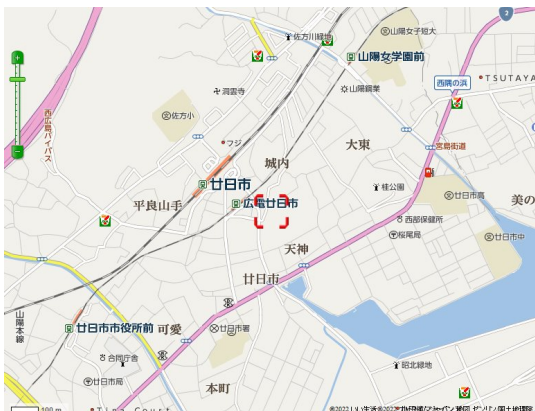 2
佐方川緑地
山陽女子短大
山陽女学園前
TSUTAYA
西隅の浜
山陽鋼業
洞雲寺
佐方小
西広島バイパス
フジ
大東
宮島街道
城内
廿日市
桂公園
廿日市高
平良山手
広電廿日市
美の
西部保健所
桜尾局
廿日市中
天神
廿日市
山陽本線
廿日市市役所前
可愛
廿日市署
合同庁舎
昭北緑地
廿日市局
本町
100 m
Tina Court